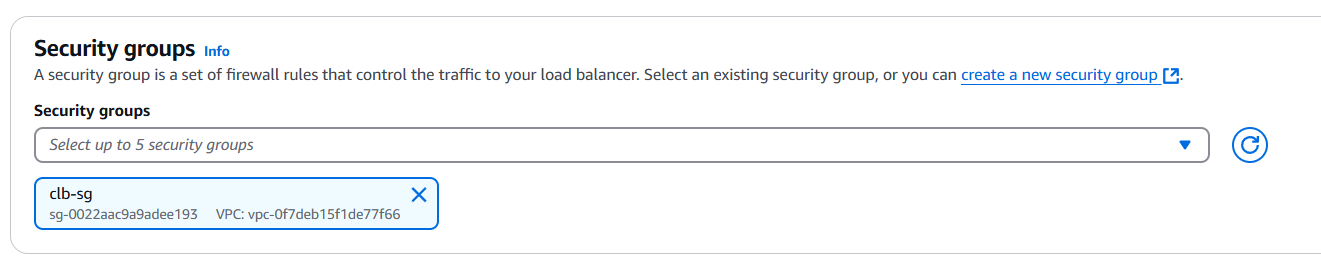 Security groups Info
A security group is a set of firewall rules that control the traffic to your load balancer. Select an existing security group, or you can create a new security group.
Security groups
Select up to 5 security groups
clb-sg
sg-0022aac9a9adee193 VPC: vpc-0f7deb15f1de77f66